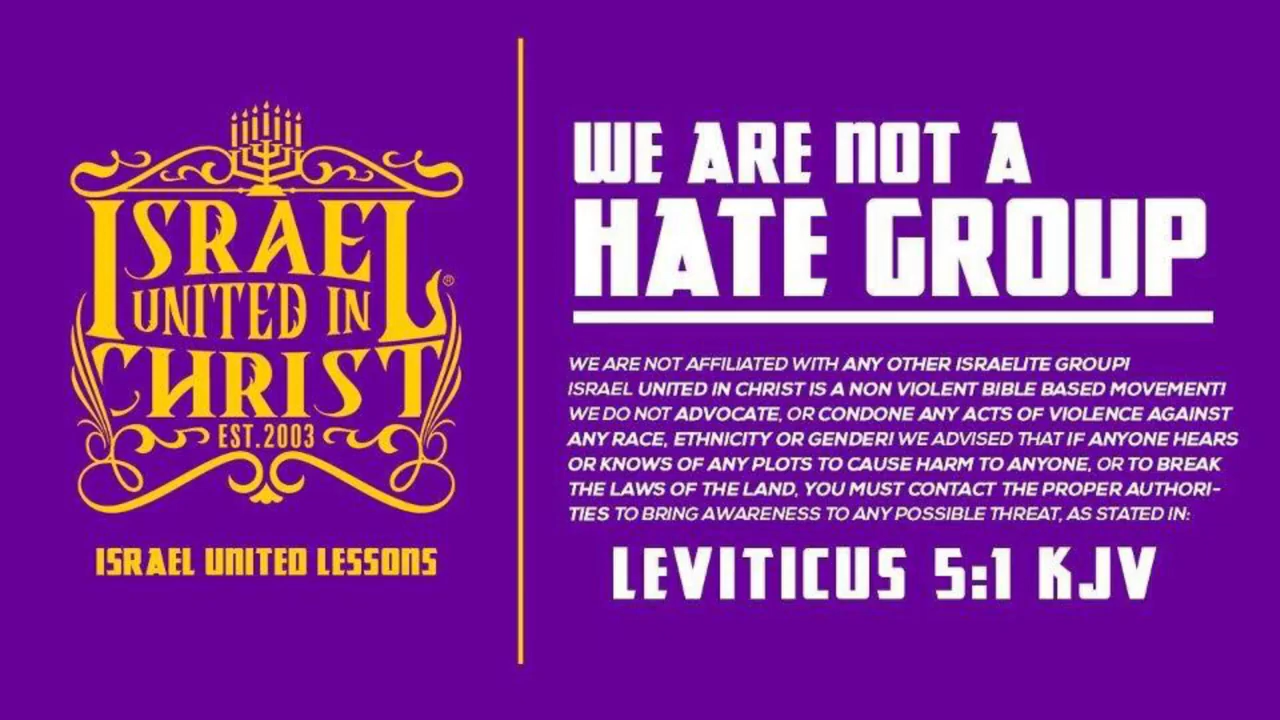 ISRAEL
UNITED IN
CHRIST
®
EST.2003
ISRAEL UNITED LESSONS
WE ARE NOT A
HATE GROUP
WE ARE NOT AFFILIATED WITH ANY OTHER ISRAELITE GROUP!
ISRAEL UNITED IN CHRIST IS A NON VIOLENT BIBLE BASED MOVEMENT!
WE DO NOT ADVOCATE, OR CONDONE ANY ACTS OF VIOLENCE AGAINST
ANY RACE, ETHNICITY OR GENDER! WE ADVISED THAT IF ANYONE HEARS
OR KNOWS OF ANY PLOTS TO CAUSE HARM TO ANYONE, OR TO BREAK
THE LAWS OF THE LAND, YOU MUST CONTACT THE PROPER AUTHORI-
TIES TO BRING AWARENESS TO ANY POSSIBLE THREAT, AS STATED IN:
LEVITICUS 5:1 KJV